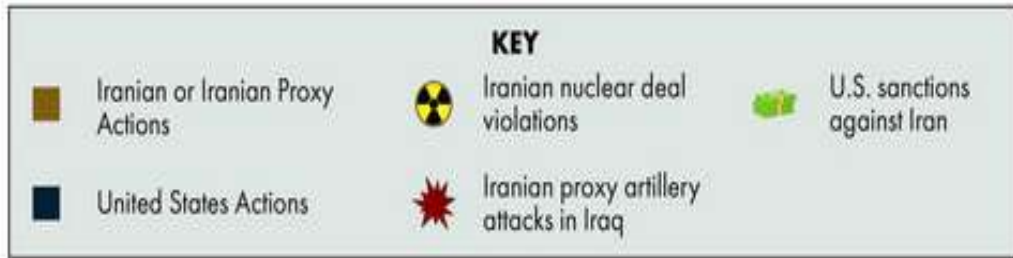 KEY
Iranian or Iranian Proxy
Actions
Iranian nuclear deal
violations
U.S. sanctions
against Iran
United States Actions
Iranian proxy artillery
attacks in Iraq